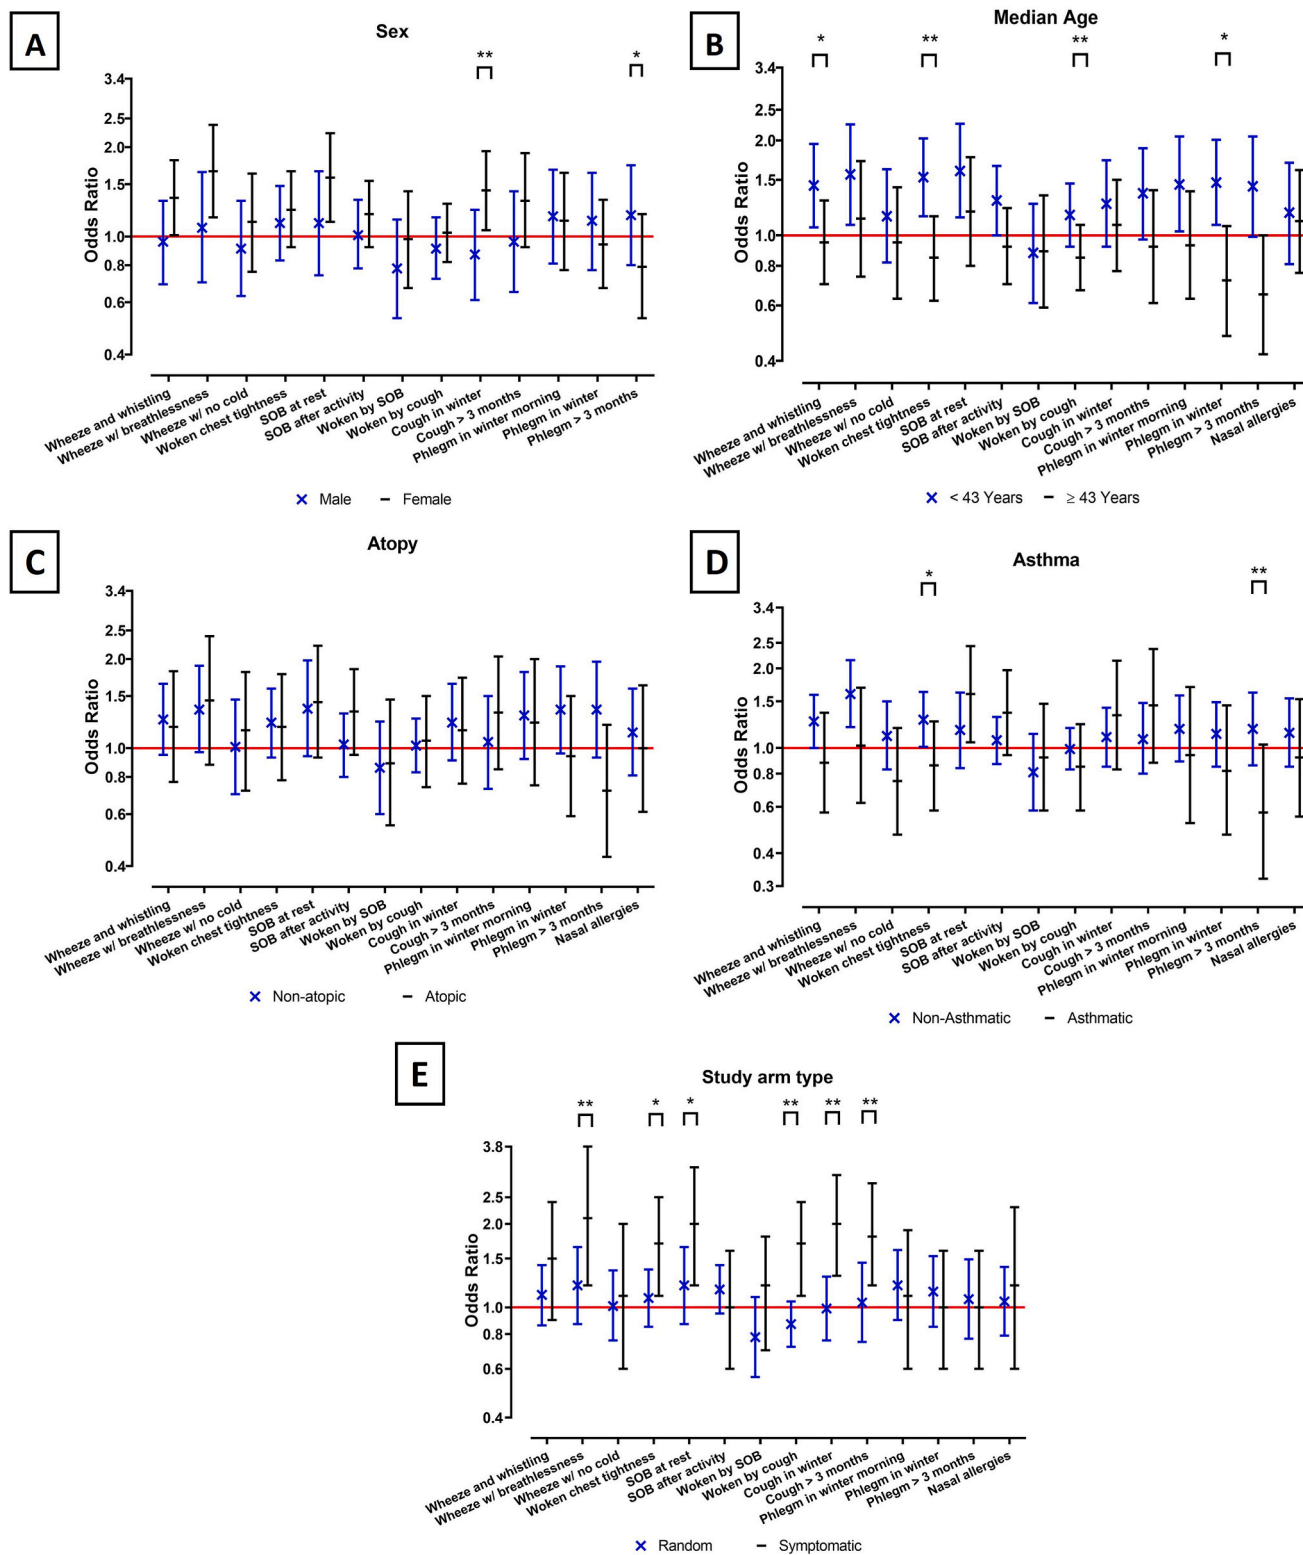 A
Sex
**
*
3.4
2.5
2.0
1.5
1.0
0.8
0.6
0.4
Odds Ratio
Wheeze and whistling
Wheeze w/ breathlessness
Wheeze w/ no cold
Woken chest tightness
SOB at rest
SOB after activity
Woken by SOB
Woken by cough
Cough in winter
Cough > 3 months
Phlegm in winter morning
Phlegm in winter
Phlegm > 3 months
Male
Female
B
Median Age
*
**
**
*
3.4
2.5
2.0
1.5
1.0
0.8
0.6
0.4
Odds Ratio
Wheeze and whistling
Wheeze w/ breathlessness
Wheeze w/ no cold
Woken chest tightness
SOB at rest
SOB after activity
Woken by SOB
Woken by cough
Cough in winter
Cough > 3 months
Phlegm in winter morning
Phlegm in winter
Phlegm > 3 months
Nasal allergies
< 43 Years
≥ 43 Years
C
Atopy
3.4
2.5
2.0
1.5
1.0
0.8
0.6
0.4
Odds Ratio
Wheeze and whistling
Wheeze w/ breathlessness
Wheeze w/ no cold
Woken chest tightness
SOB at rest
SOB after activity
Woken by SOB
Woken by cough
Cough in winter
Cough > 3 months
Phlegm in winter morning
Phlegm in winter
Phlegm > 3 months
Nasal allergies
Non-atopic
Atopic
D
Asthma
*
**
3.4
2.5
2.0
1.5
1.0
0.8
0.6
0.4
0.3
Odds Ratio
Wheeze and whistling
Wheeze w/ breathlessness
Wheeze w/ no cold
Woken chest tightness
SOB at rest
SOB after activity
Woken by SOB
Woken by cough
Cough in winter
Cough > 3 months
Phlegm in winter morning
Phlegm in winter
Phlegm > 3 months
Nasal allergies
Non-Asthmatic
Asthmatic
E
Study arm type
**
*
*
**
**
**
3.8
2.5
2.0
1.5
1.0
0.8
0.6
0.4
Odds Ratio
Wheeze and whistling
Wheeze w/ breathlessness
Wheeze w/ no cold
Woken chest tightness
SOB at rest
SOB after activity
Woken by SOB
Woken by cough
Cough in winter
Cough > 3 months
Phlegm in winter morning
Phlegm in winter
Phlegm > 3 months
Nasal allergies
Random
Symptomatic